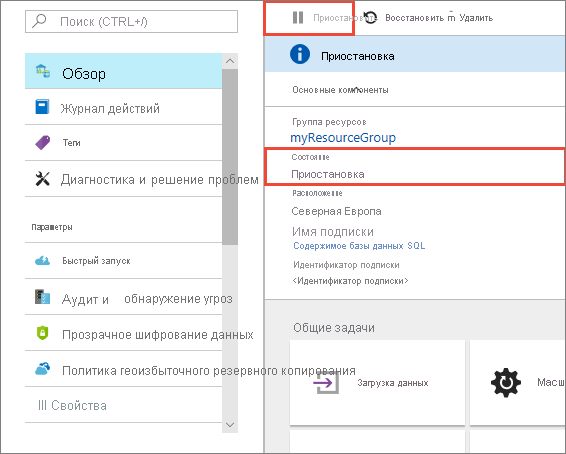 Поиск (CTRL+/)
Обзор
Журнал действий
Теги
Диагностика и решение проблем
Параметры
Быстрый запуск
Аудит и обнаружение угроз
Прозрачное шифрование данных
Политика геоизбыточного резервного копирования
Свойства
Приостановить Восстановить Удалить
Приостановка
Основные компоненты
Группа ресурсов
myResourceGroup
Состояние
Приостановка
Расположение
Северная Европа
Имя подписки
Содержимое базы данных SQL
Идентификатор подписки
<Идентификатор подписки>
Общие задачи
Загрузка данных
Масш